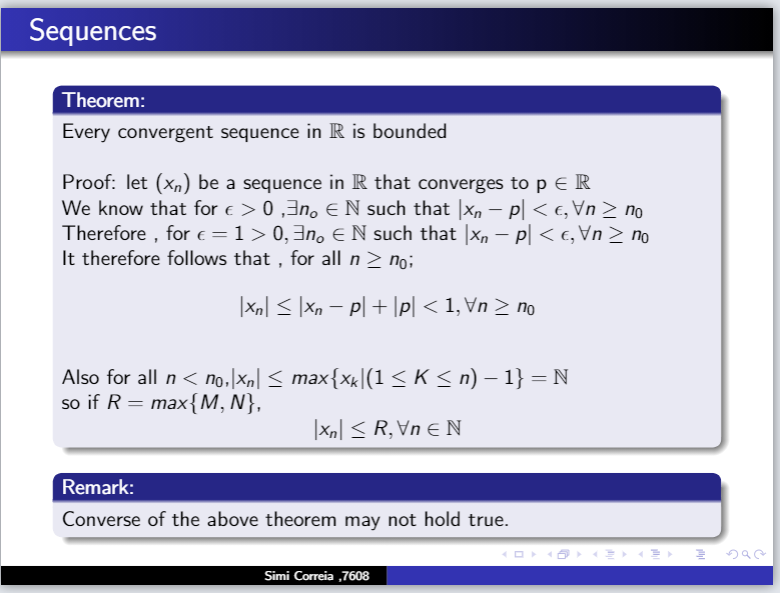 Sequences
Theorem:
Every convergent sequence in ℝ is bounded
Proof: let (xₙ) be a sequence in ℝ that converges to p ∈ ℝ
We know that for ϵ > 0 ,∃nₒ ∈ ℕ such that |xₙ − p| < ϵ, ∀n ≥ n₀
Therefore , for ϵ = 1 > 0, ∃nₒ ∈ ℕ such that |xₙ − p| < ϵ, ∀n ≥ n₀
It therefore follows that , for all n ≥ n₀;
|xₙ| ≤ |xₙ − p| + |p| < 1, ∀n ≥ n₀
Also for all n < n₀,|xₙ| ≤ max{xₖ|(1 ≤ K ≤ n) − 1} = ℕ
so if R = max{M, N},
|xₙ| ≤ R, ∀n ∈ ℕ
Remark:
Converse of the above theorem may not hold true.
Simi Correia ,7608